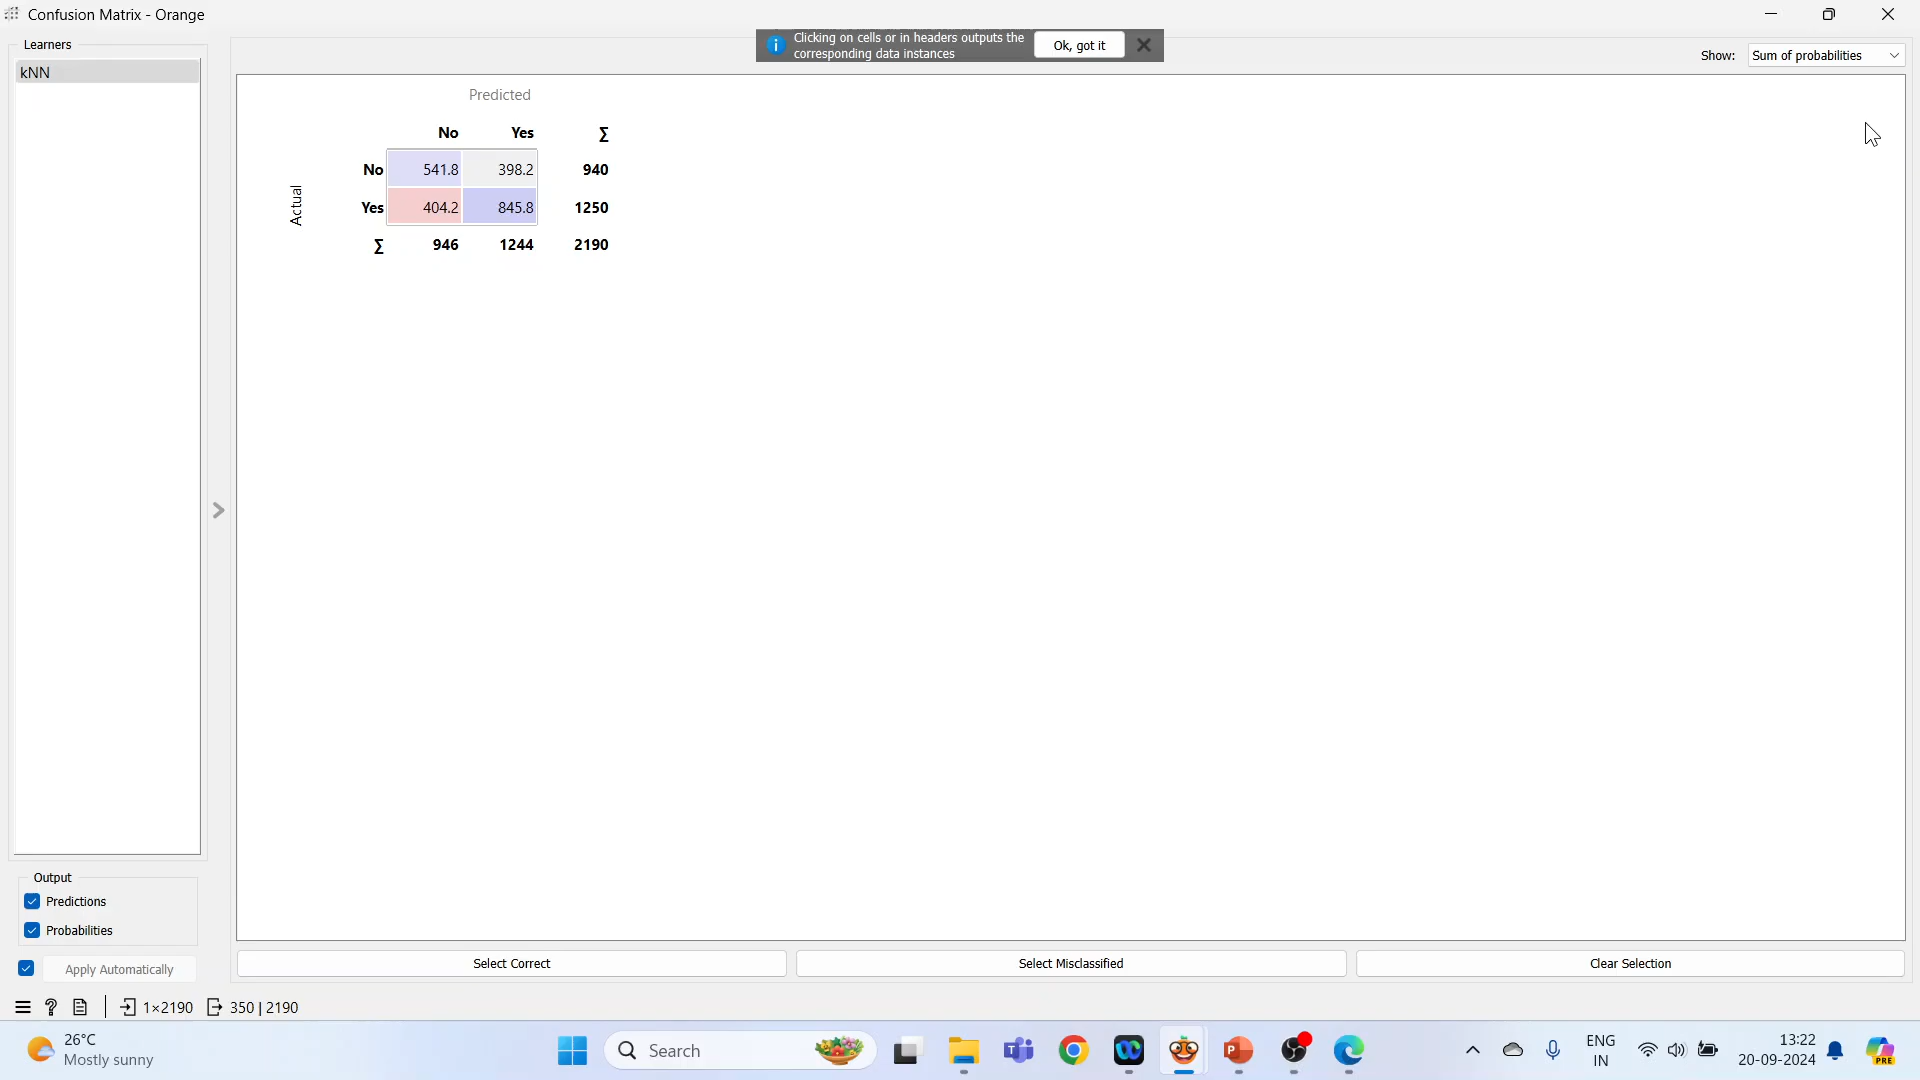 Confusion Matrix - Orange
Learners
kNN
Clicking on cells or in headers outputs the
corresponding data instances
Ok, got it
Show: Sum of probabilities
Predicted
No Yes ∑
No 541.8 398.2 940
Actual
Yes 404.2 845.8 1250
∑ 946 1244 2190
Output
Predictions
Probabilities
Apply Automatically
Select Correct
Select Misclassified
Clear Selection
1×2190
350 | 2190
26°C
Mostly sunny
Search
ENG
IN
13:22
20-09-2024
PRE